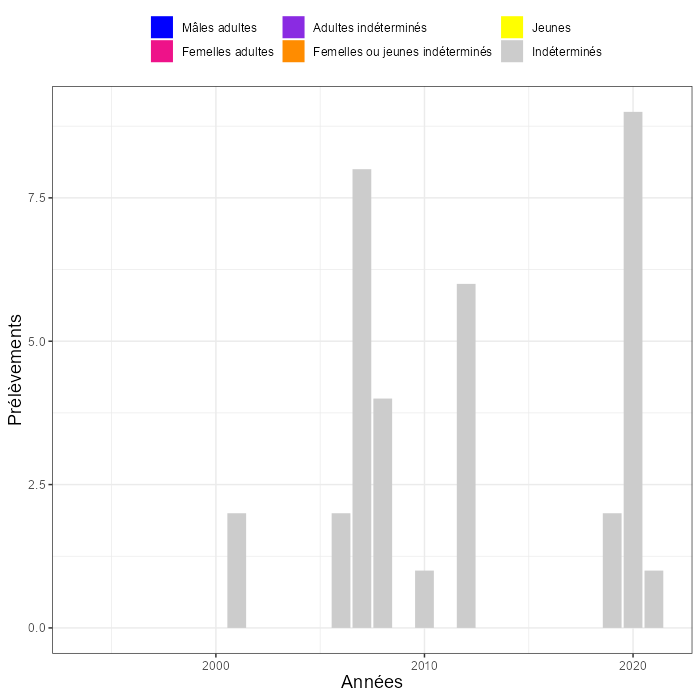 Mâles adultes
Adultes indéterminés
Jeunes
Femelles adultes
Femelles ou jeunes indéterminés
Indéterminés
Prélèvements
7.5
5.0
2.5
0.0
2000
2010
2020
Années